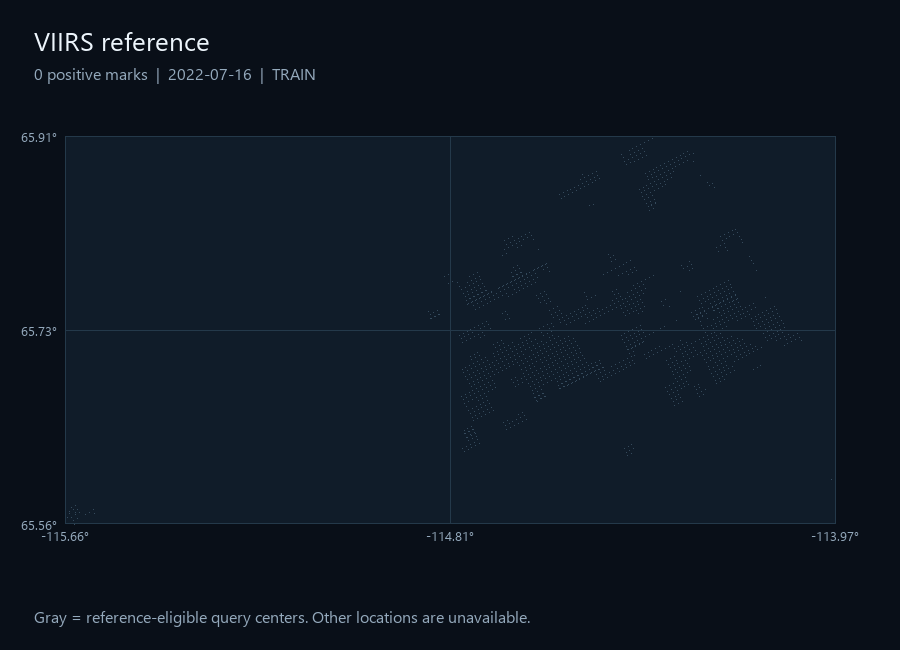 VIIRS reference
0 positive marks | 2022-07-16 | TRAIN
65.91°
65.73°
65.56°
-115.66°
-114.81°
-113.97°
Gray = reference-eligible query centers. Other locations are unavailable.